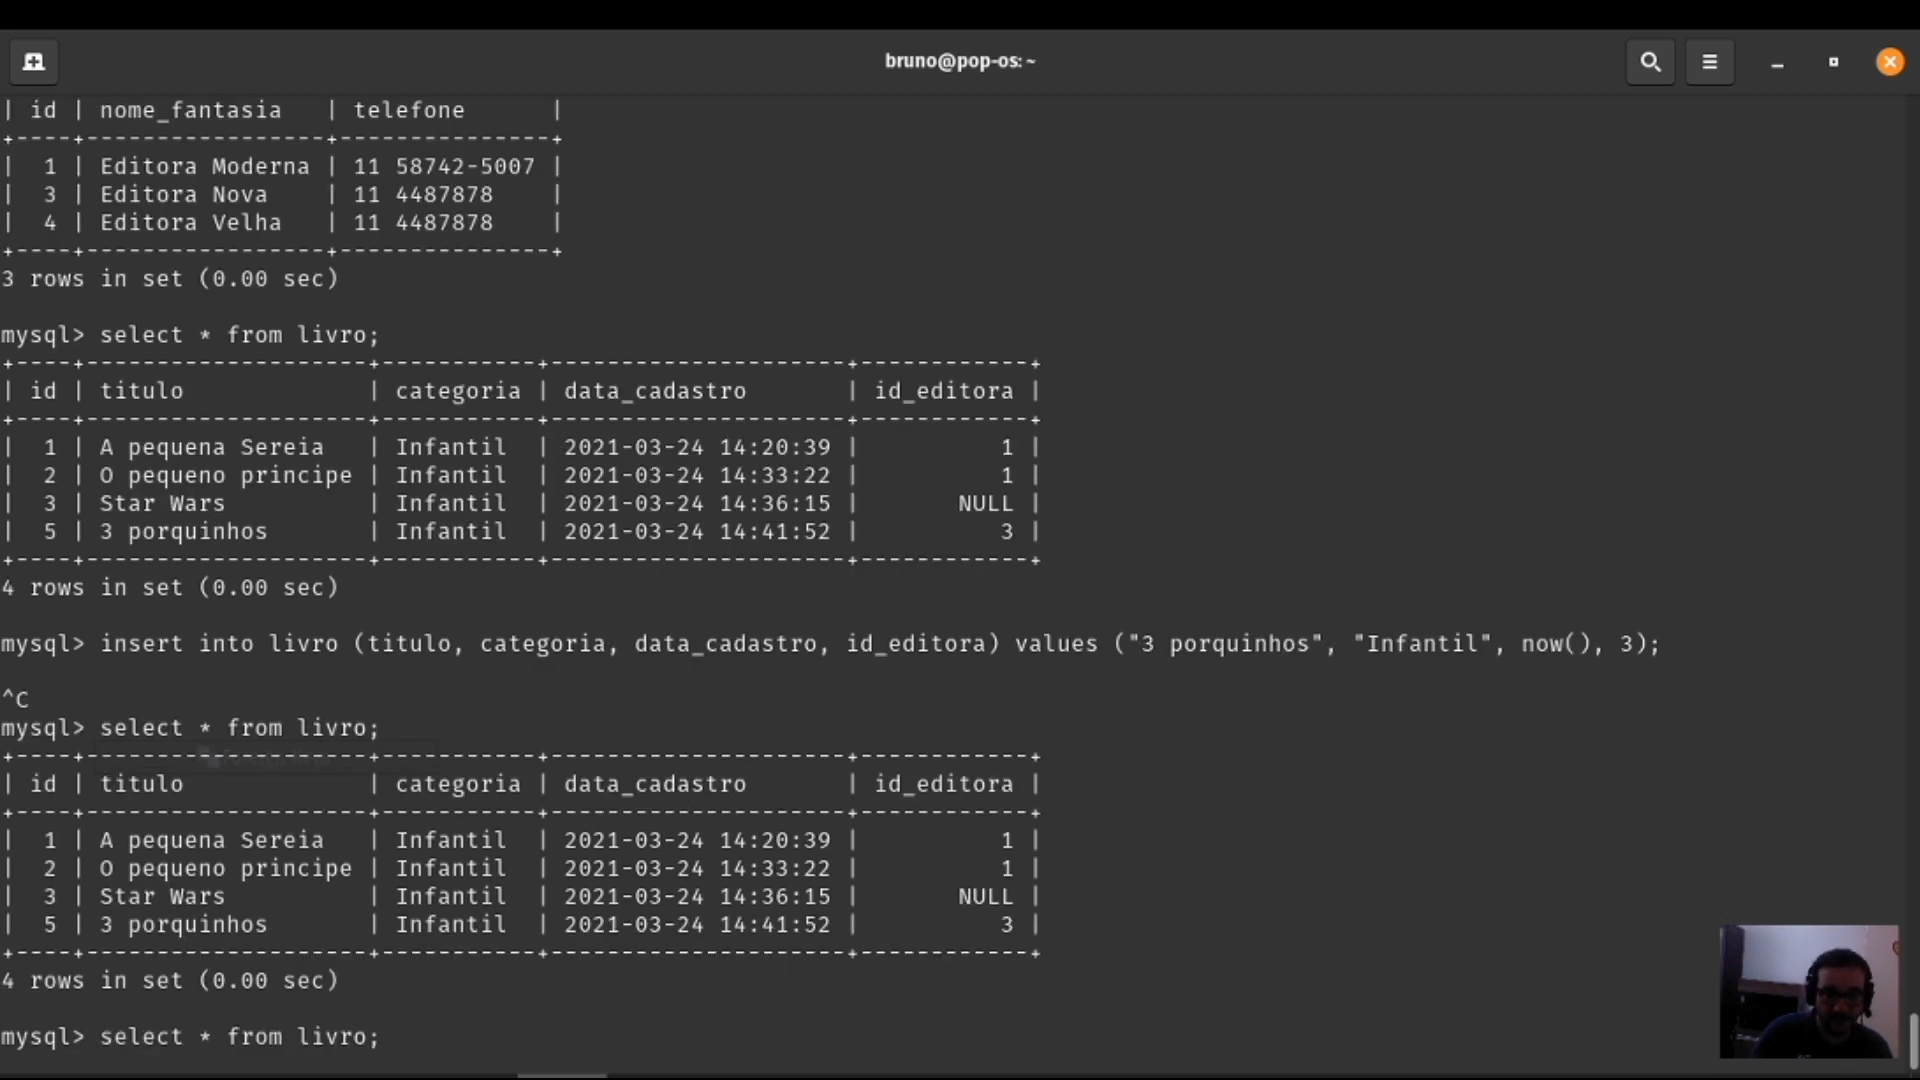 bruno@pop-os: ~
| id | nome_fantasia   | telefone      |
+----+-----------------+---------------+
|  1 | Editora Moderna | 11 58742-5007 |
|  3 | Editora Nova    | 11 4487878    |
|  4 | Editora Velha   | 11 4487878    |
+----+-----------------+---------------+
3 rows in set (0.00 sec)
mysql> select * from livro;
+----+--------------------+-----------+---------------------+------------+
| id | titulo             | categoria | data_cadastro       | id_editora |
+----+--------------------+-----------+---------------------+------------+
|  1 | A pequena Sereia   | Infantil  | 2021-03-24 14:20:39 |          1 |
|  2 | O pequeno principe | Infantil  | 2021-03-24 14:33:22 |          1 |
|  3 | Star Wars          | Infantil  | 2021-03-24 14:36:15 |       NULL |
|  5 | 3 porquinhos       | Infantil  | 2021-03-24 14:41:52 |          3 |
+----+--------------------+-----------+---------------------+------------+
4 rows in set (0.00 sec)
mysql> insert into livro (titulo, categoria, data_cadastro, id_editora) values ("3 porquinhos", "Infantil", now(), 3);
^C
mysql> select * from livro;
+----+--------------------+-----------+---------------------+------------+
| id | titulo             | categoria | data_cadastro       | id_editora |
+----+--------------------+-----------+---------------------+------------+
|  1 | A pequena Sereia   | Infantil  | 2021-03-24 14:20:39 |          1 |
|  2 | O pequeno principe | Infantil  | 2021-03-24 14:33:22 |          1 |
|  3 | Star Wars          | Infantil  | 2021-03-24 14:36:15 |       NULL |
|  5 | 3 porquinhos       | Infantil  | 2021-03-24 14:41:52 |          3 |
+----+--------------------+-----------+---------------------+------------+
4 rows in set (0.00 sec)
mysql> select * from livro;